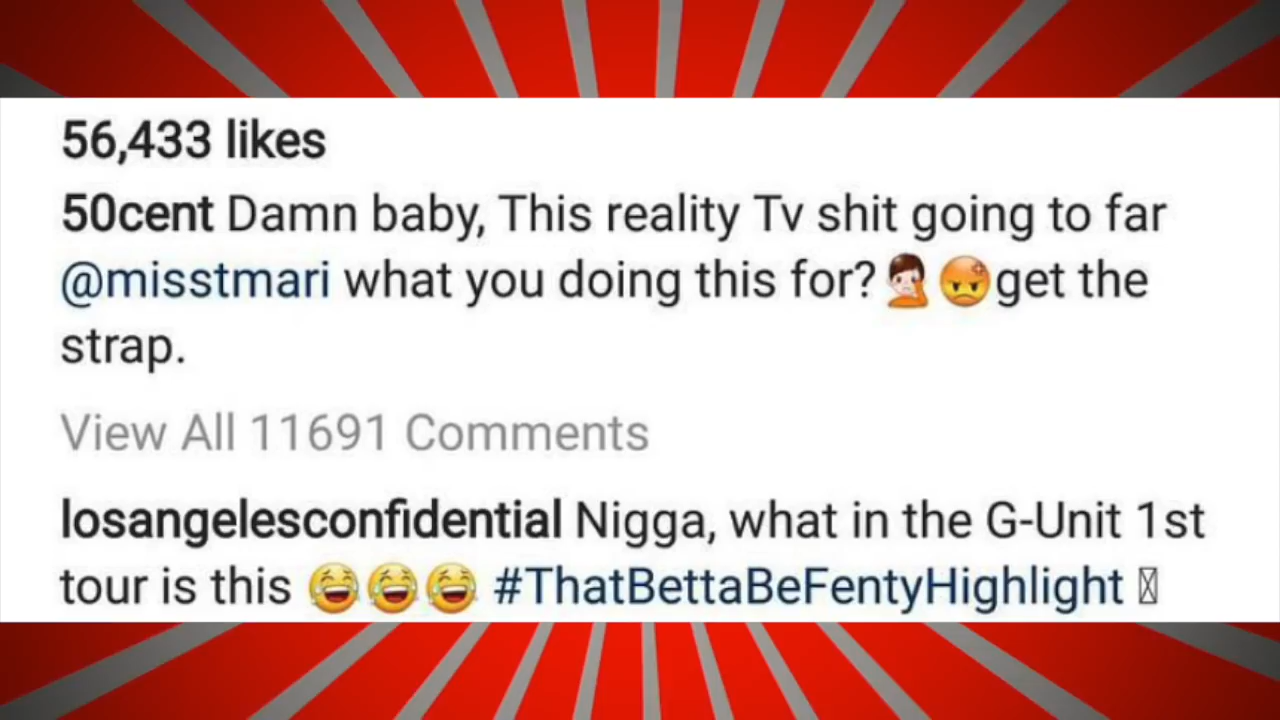 56,433 likes
50cent Damn baby, This reality Tv shit going to far
@misstmari what you doing this for?🤦😡get the
strap.
View All 11691 Comments
losangelesconfidential Nigga, what in the G-Unit 1st
tour is this 😂😂😂 #ThatBettaBeFentyHighlight